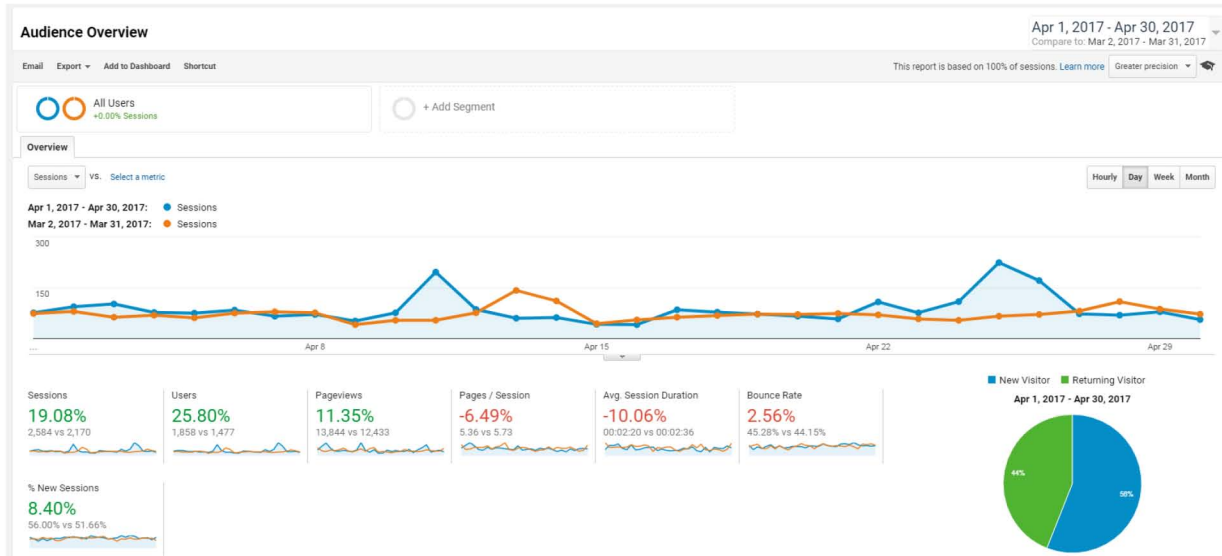 Audience Overview
Apr 1, 2017 - Apr 30, 2017
Compare to: Mar 2, 2017 - Mar 31, 2017
Email Export Add to Dashboard Shortcut
This report is based on 100% of sessions. Learn more Greater precision
All Users
+0.00% Sessions
+ Add Segment
Overview
Sessions VS. Select a metric
Hourly Day Week Month
Apr 1, 2017 - Apr 30, 2017: Sessions
Mar 2, 2017 - Mar 31, 2017: Sessions
300
150
... Apr 8 Apr 15 Apr 22 Apr 29
New Visitor Returning Visitor
Apr 1, 2017 - Apr 30, 2017
Sessions
19.08%
2,584 vs 2,170
Users
25.80%
1,858 vs 1,477
Pageviews
11.35%
13,844 vs 12,433
Pages / Session
-6.49%
5.36 vs 5.73
Avg. Session Duration
-10.06%
00:02:20 vs 00:02:36
Bounce Rate
2.56%
45.28% vs 44.15%
44%
56%
% New Sessions
8.40%
56.00% vs 51.66%